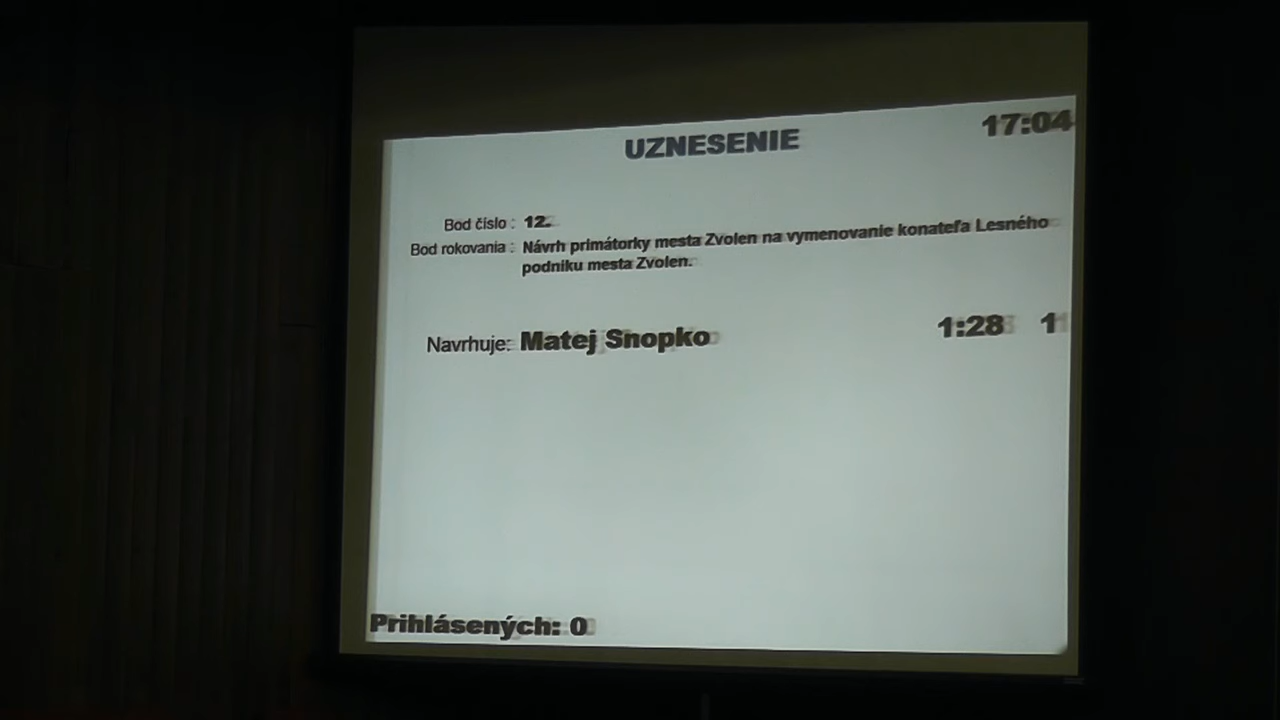 UZNESENIE 17:04
Bod číslo : 12.
Bod rokovania : Návrh primátorky mesta Zvolen na vymenovanie konateľa Lesného
podniku mesta Zvolen.
Navrhuje: Matej Snopko 1:28 1
Prihlásených: 0